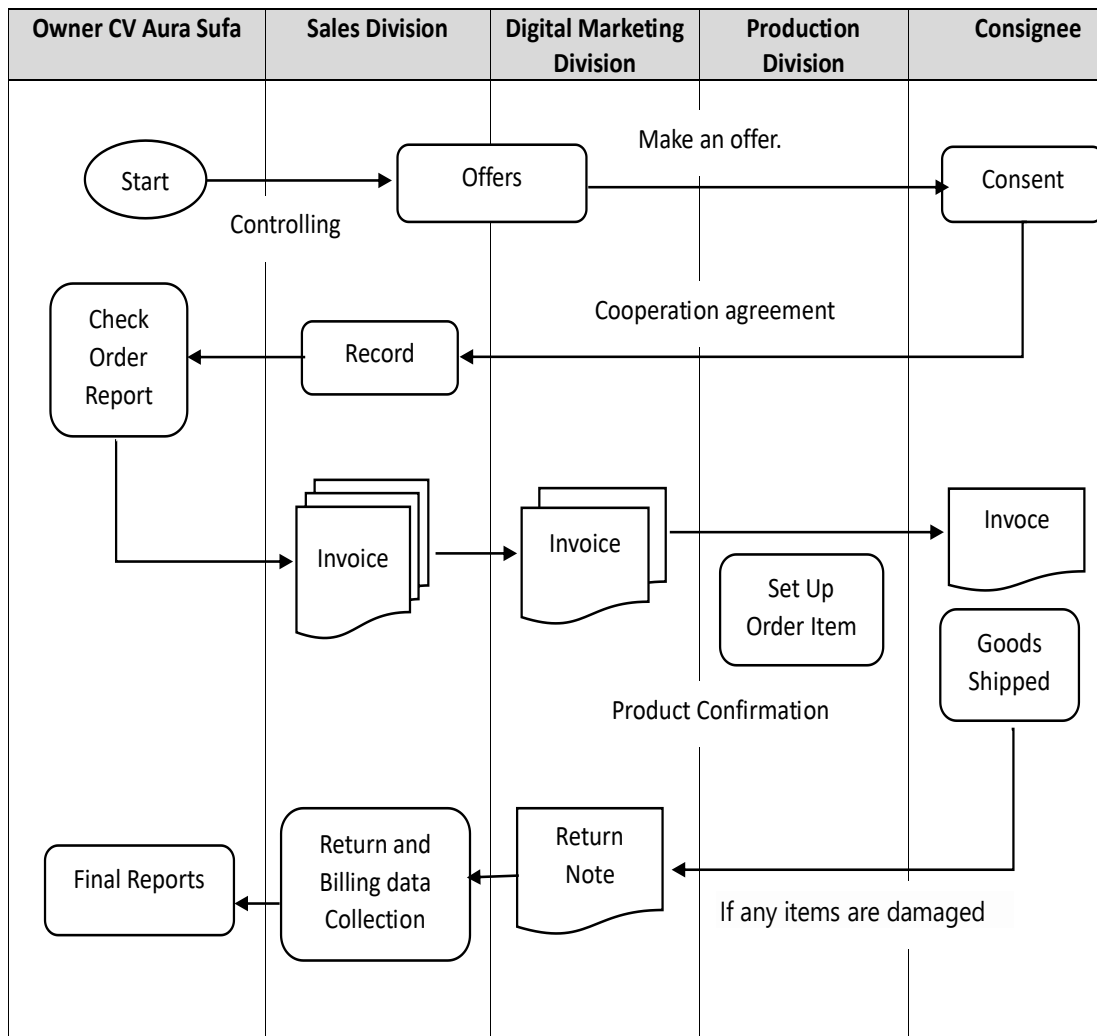 Owner CV Aura Sufa
Sales Division
Digital Marketing
Division
Production
Division
Consignee
Make an offer.
Start
Offers
Consent
Controlling
Cooperation agreement
Check
Order
Report
Record
Invoice
Invoice
Invoce
Set Up
Order Item
Goods
Shipped
Product Confirmation
Final Reports
Return and
Billing data
Collection
Return
Note
If any items are damaged